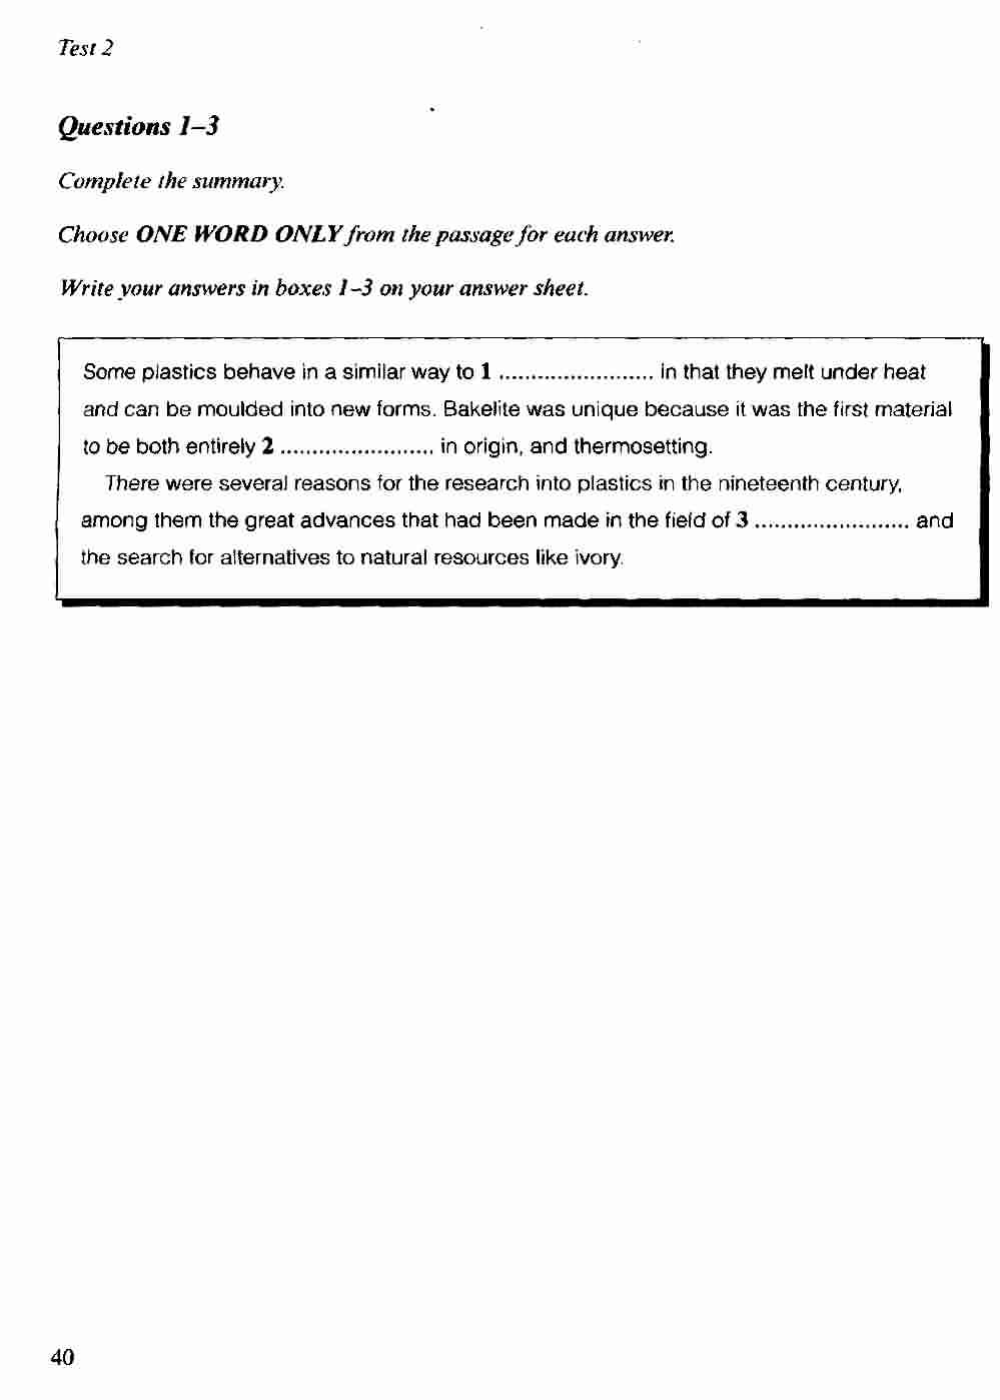 Test 2
Questions 1–3
Complete the summary.
Choose ONE WORD ONLY from the passage for each answer.
Write your answers in boxes 1–3 on your answer sheet.
Some plastics behave in a similar way to 1 ........................ in that they melt under heat
and can be moulded into new forms. Bakelite was unique because it was the first material
to be both entirely 2 ........................ in origin, and thermosetting.
There were several reasons for the research into plastics in the nineteenth century,
among them the great advances that had been made in the field of 3 ........................ and
the search for alternatives to natural resources like ivory.
40